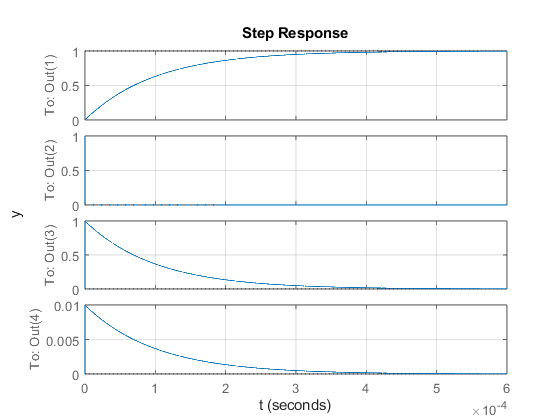 Step Response
1
0.5
0
To: Out(1)
1
0.5
0
To: Out(2)
y
1
0.5
0
To: Out(3)
0.01
0.005
0
To: Out(4)
0 1 2 3 4 5 6
t (seconds)
×10^-4